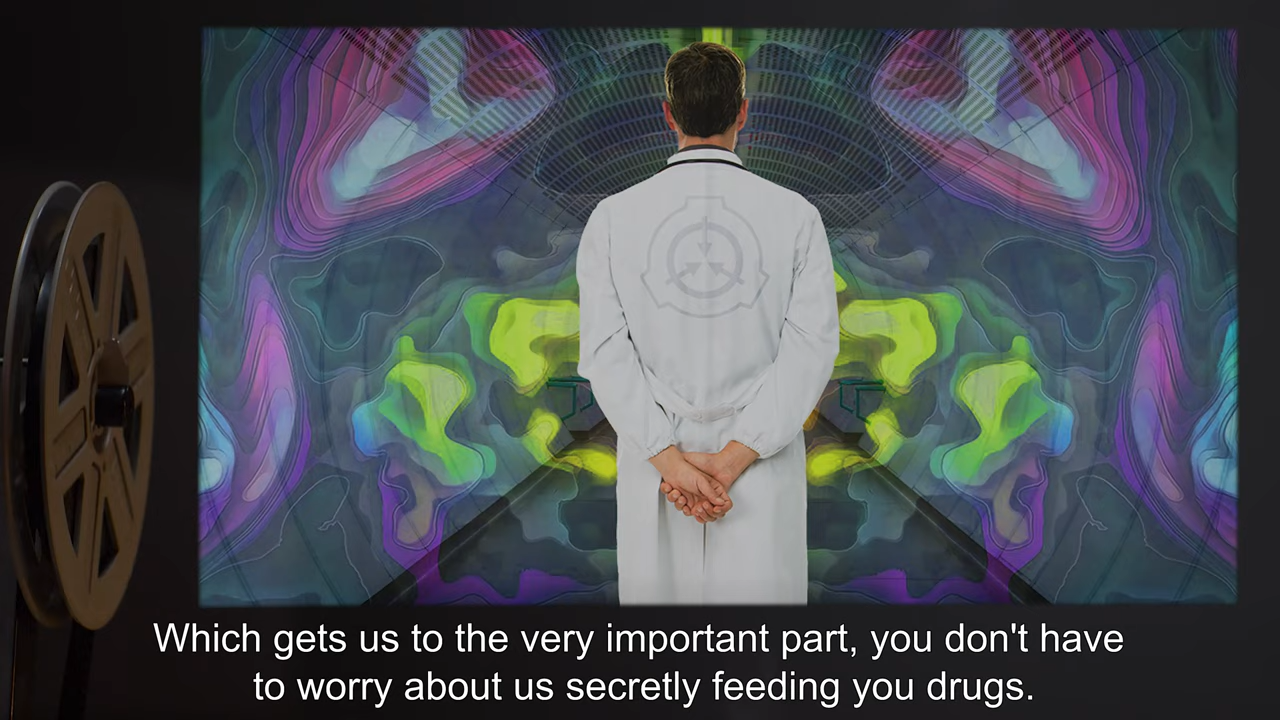 Which gets us to the very important part, you don't have
to worry about us secretly feeding you drugs.